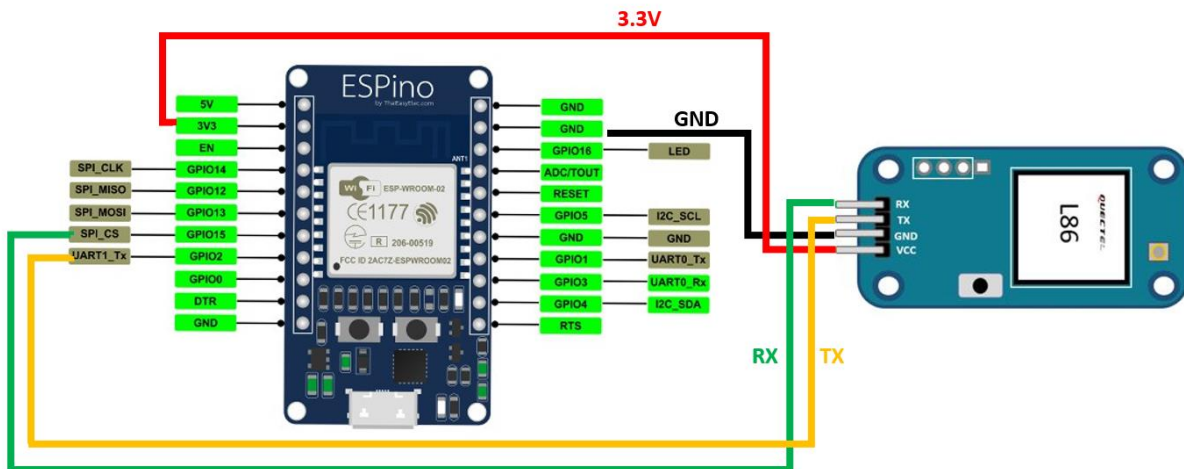 3.3V
ESPino
by ThaiEasyElec.com
5V
3V3
EN
SPI_CLK GPIO14
SPI_MISO GPIO12
SPI_MOSI GPIO13
SPI_CS GPIO15
UART1_Tx GPIO2
GPIO0
DTR
GND
ANT1
Wi Fi ESP-WROOM-02
CE1177
R 206-00519
FCC ID 2AC7Z-ESPWROOM02
GND
GND
GPIO16 LED
ADC/TOUT
RESET
GPIO5 I2C_SCL
GND GND
GPIO1 UART0_Tx
GPIO3 UART0_Rx
GPIO4 I2C_SDA
RTS
GND
RX
TX
GND
VCC
QUECTEL
L86
RX
TX